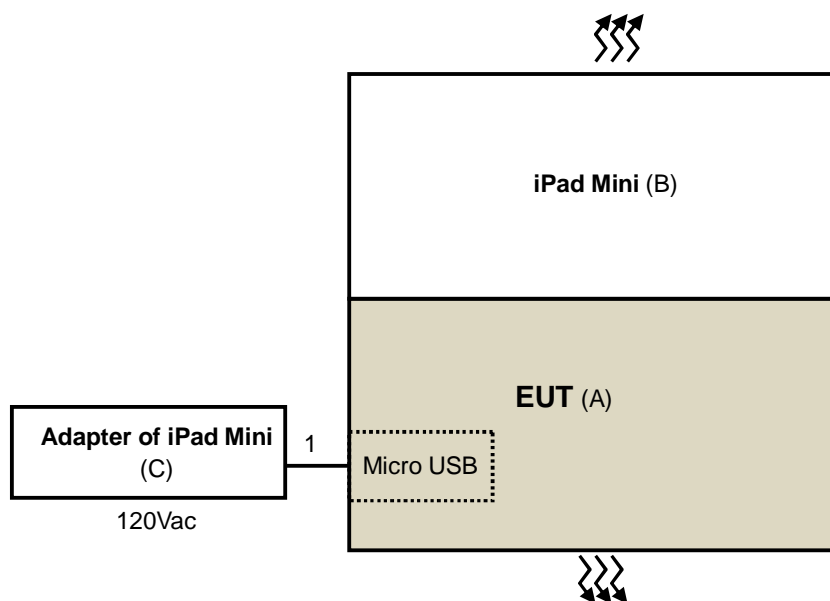 iPad Mini (B)
EUT (A)
Adapter of iPad Mini
(C)
1
Micro USB
120Vac